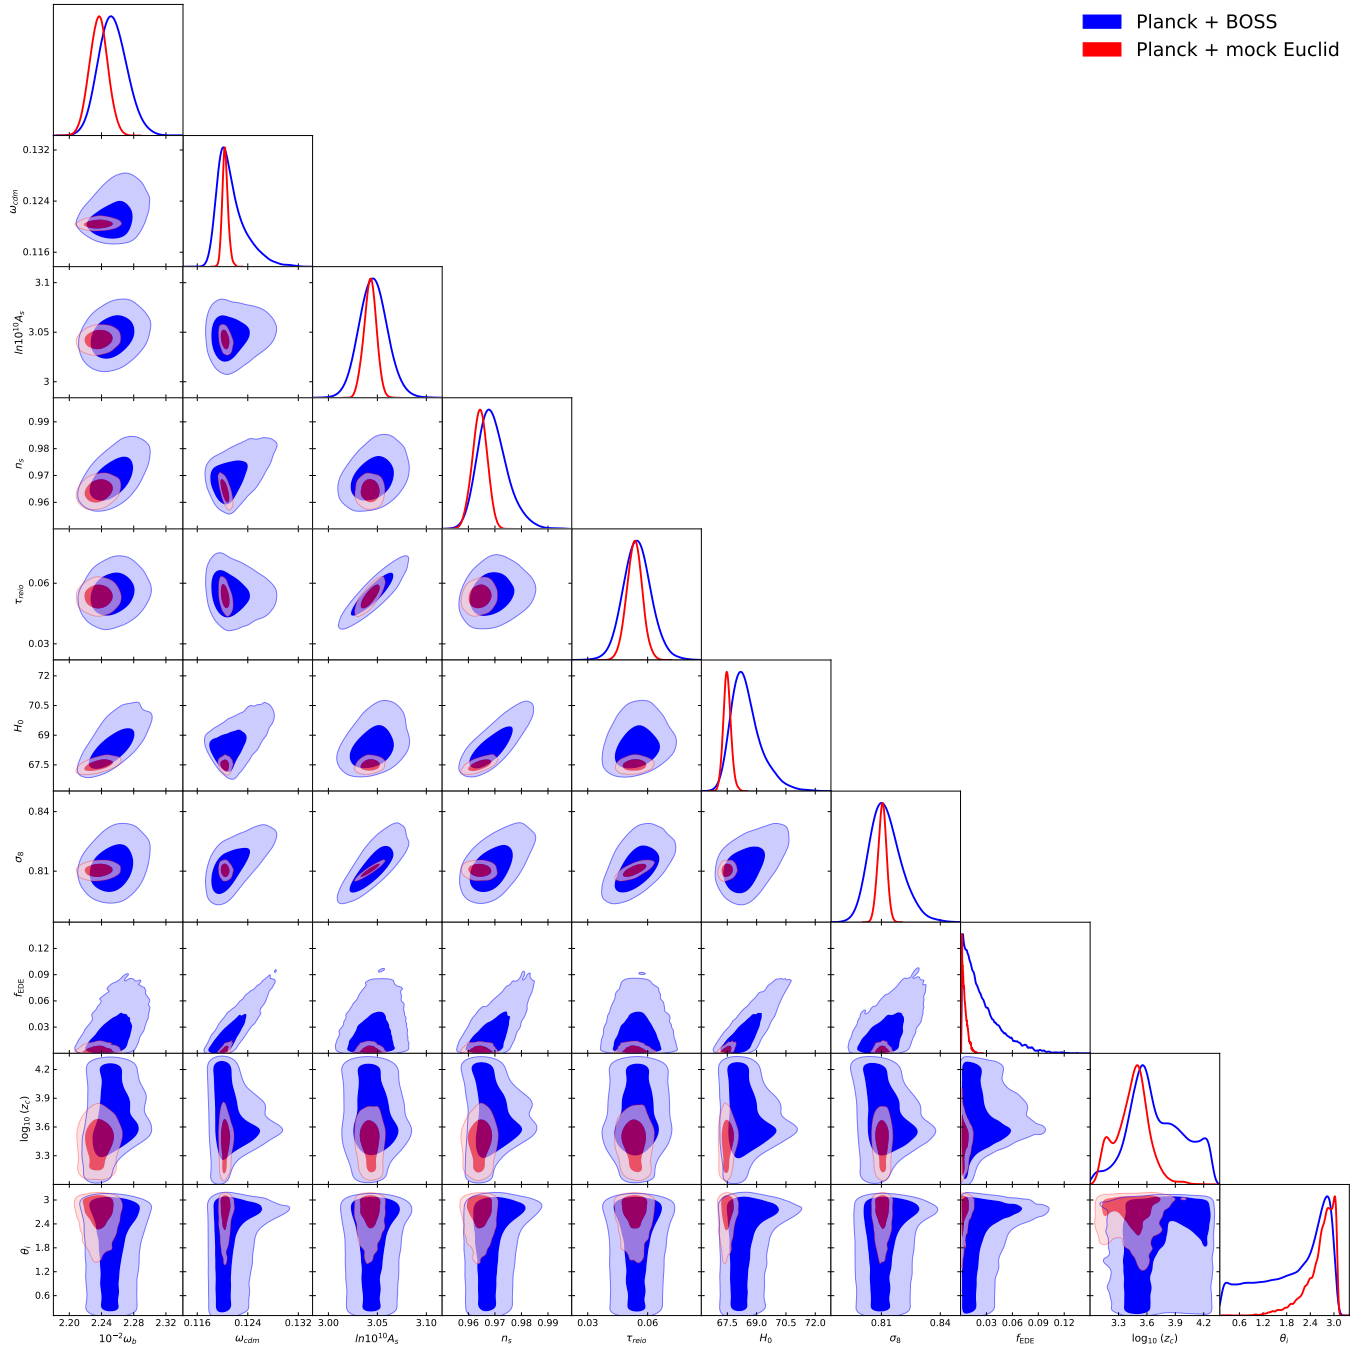 Planck + BOSS
Planck + mock Euclid
0.132
0.124
0.116
ω_cdm
3.1
3.05
3
ln10^10 A_s
0.99
0.98
0.97
0.96
n_s
0.06
0.03
τ_reio
72
70.5
69
67.5
H_0
0.84
0.81
σ_8
0.12
0.09
0.06
0.03
f_EDE
4.2
3.9
3.6
3.3
log_10 (z_c)
3
2.4
1.8
1.2
0.6
θ_i
2.20 2.24 2.28 2.32
0.116 0.124 0.132
3.00 3.05 3.10
0.96 0.97 0.98 0.99
0.03 0.06
67.5 69.0 70.5 72.0
0.81 0.84
0.03 0.06 0.09 0.12
3.3 3.6 3.9 4.2
0.6 1.2 1.8 2.4 3.0
10^-2 ω_b
ω_cdm
ln10^10 A_s
n_s
τ_reio
H_0
σ_8
f_EDE
log_10 (z_c)
θ_i